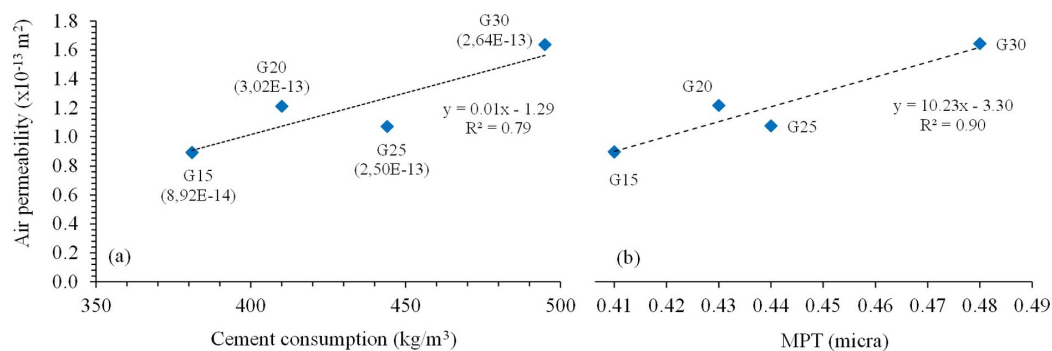 Air permeability (x10⁻¹³ m²)
1.8
1.6
1.4
1.2
1.0
0.8
0.6
0.4
0.2
0.0
G30
(2,64E-13)
G20
(3,02E-13)
y = 0.01x - 1.29
R² = 0.79
G25
(2,50E-13)
G15
(8,92E-14)
(a)
350
400
450
500
Cement consumption (kg/m³)
G30
G20
G25
y = 10.23x - 3.30
R² = 0.90
G15
(b)
0.41
0.42
0.43
0.44
0.45
0.46
0.47
0.48
0.49
MPT (micra)